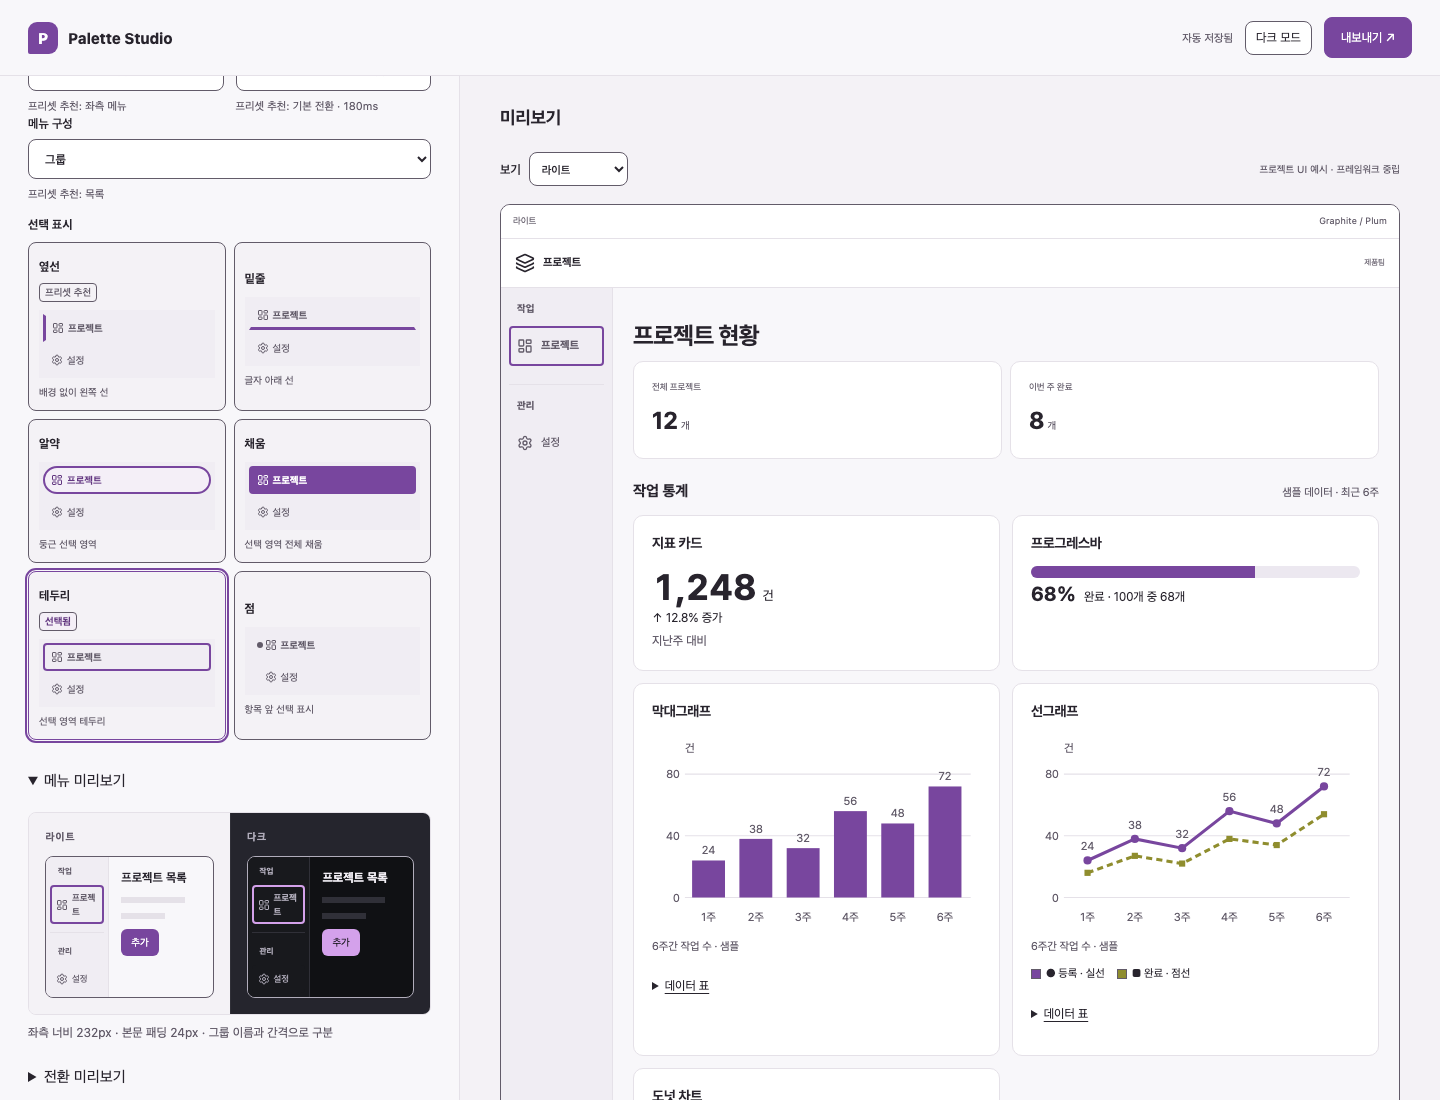 P Palette Studio
자동 저장됨
다크 모드
내보내기 ↗
프리셋 추천: 좌측 메뉴
프리셋 추천: 기본 전환 · 180ms
메뉴 구성
그룹
프리셋 추천: 목록
선택 표시
옆선
프리셋 추천
프로젝트
설정
배경 없이 왼쪽 선
밑줄
프로젝트
설정
글자 아래 선
알약
프로젝트
설정
둥근 선택 영역
채움
프로젝트
설정
선택 영역 전체 채움
테두리
선택됨
프로젝트
설정
선택 영역 테두리
점
프로젝트
설정
항목 앞 선택 표시
▼ 메뉴 미리보기
라이트
작업
프로젝
트
관리
설정
프로젝트 목록
추가
다크
작업
프로젝
트
관리
설정
프로젝트 목록
추가
좌측 너비 232px · 본문 패딩 24px · 그룹 이름과 간격으로 구분
▶ 전환 미리보기
미리보기
보기
라이트
프로젝트 UI 예시 · 프레임워크 중립
라이트
Graphite / Plum
프로젝트
제품팀
작업
프로젝트
관리
설정
프로젝트 현황
전체 프로젝트
12 개
이번 주 완료
8 개
작업 통계
샘플 데이터 · 최근 6주
지표 카드
1,248 건
↑ 12.8% 증가
지난주 대비
프로그레스바
68% 완료 · 100개 중 68개
막대그래프
건
80
40
0
24
38
32
56
48
72
1주
2주
3주
4주
5주
6주
6주간 작업 수 · 샘플
▶ 데이터 표
선그래프
건
80
40
0
24
38
32
56
48
72
1주
2주
3주
4주
5주
6주
6주간 작업 수 · 샘플
등록 · 실선
완료 · 점선
▶ 데이터 표
도넛 차트